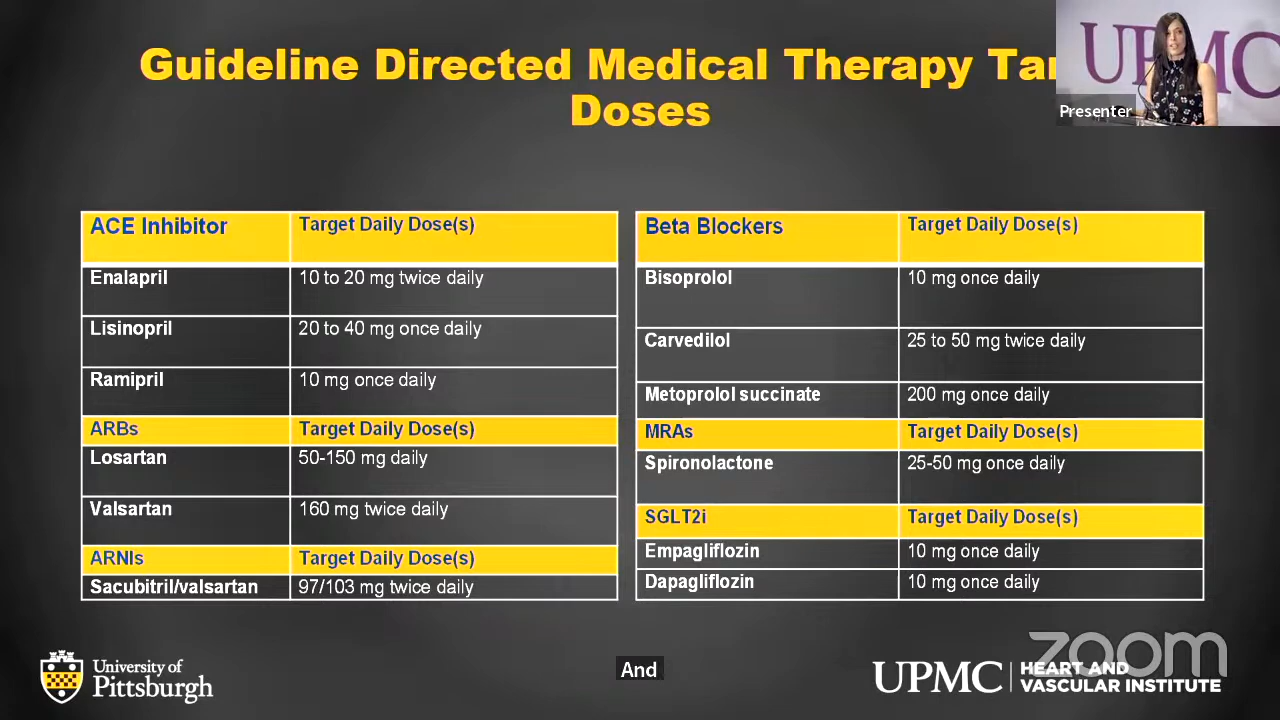 Guideline Directed Medical Therapy Tar
Doses
UPMC
Presenter
ACE Inhibitor Target Daily Dose(s)
Enalapril 10 to 20 mg twice daily
Lisinopril 20 to 40 mg once daily
Ramipril 10 mg once daily
ARBs Target Daily Dose(s)
Losartan 50-150 mg daily
Valsartan 160 mg twice daily
ARNIs Target Daily Dose(s)
Sacubitril/valsartan 97/103 mg twice daily
Beta Blockers Target Daily Dose(s)
Bisoprolol 10 mg once daily
Carvedilol 25 to 50 mg twice daily
Metoprolol succinate 200 mg once daily
MRAs Target Daily Dose(s)
Spironolactone 25-50 mg once daily
SGLT2i Target Daily Dose(s)
Empagliflozin 10 mg once daily
Dapagliflozin 10 mg once daily
University of
Pittsburgh
And
UPMC
HEART AND
VASCULAR INSTITUTE
zoom